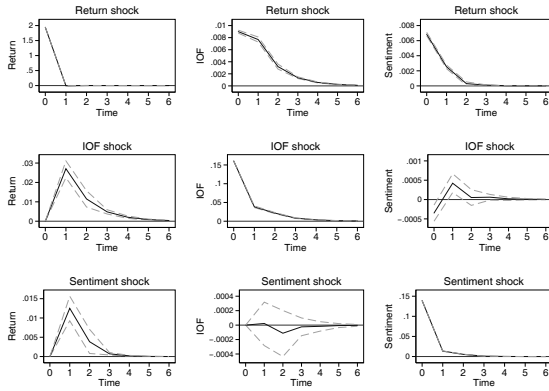 Return shock
Return shock
Return shock
2
1.5
1
.5
0
Return
0 1 2 3 4 5 6
Time
.01
.008
.006
.004
.002
0
IOF
0 1 2 3 4 5 6
Time
.008
.006
.004
.002
0
Sentiment
0 1 2 3 4 5 6
Time
IOF shock
IOF shock
IOF shock
.03
.02
.01
0
Return
0 1 2 3 4 5 6
Time
.15
.1
.05
0
IOF
0 1 2 3 4 5 6
Time
.001
.0005
0
-.0005
Sentiment
0 1 2 3 4 5 6
Time
Sentiment shock
Sentiment shock
Sentiment shock
.015
.01
.005
0
Return
0 1 2 3 4 5 6
Time
.0004
.0002
0
-.0002
-.0004
IOF
0 1 2 3 4 5 6
Time
.15
.1
.05
0
Sentiment
0 1 2 3 4 5 6
Time